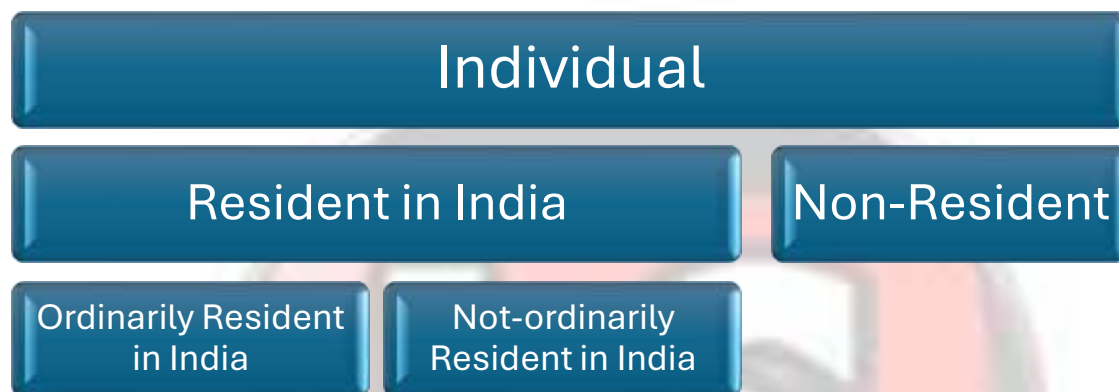 Individual
Resident in India
Non-Resident
Ordinarily Resident
in India
Not-ordinarily
Resident in India